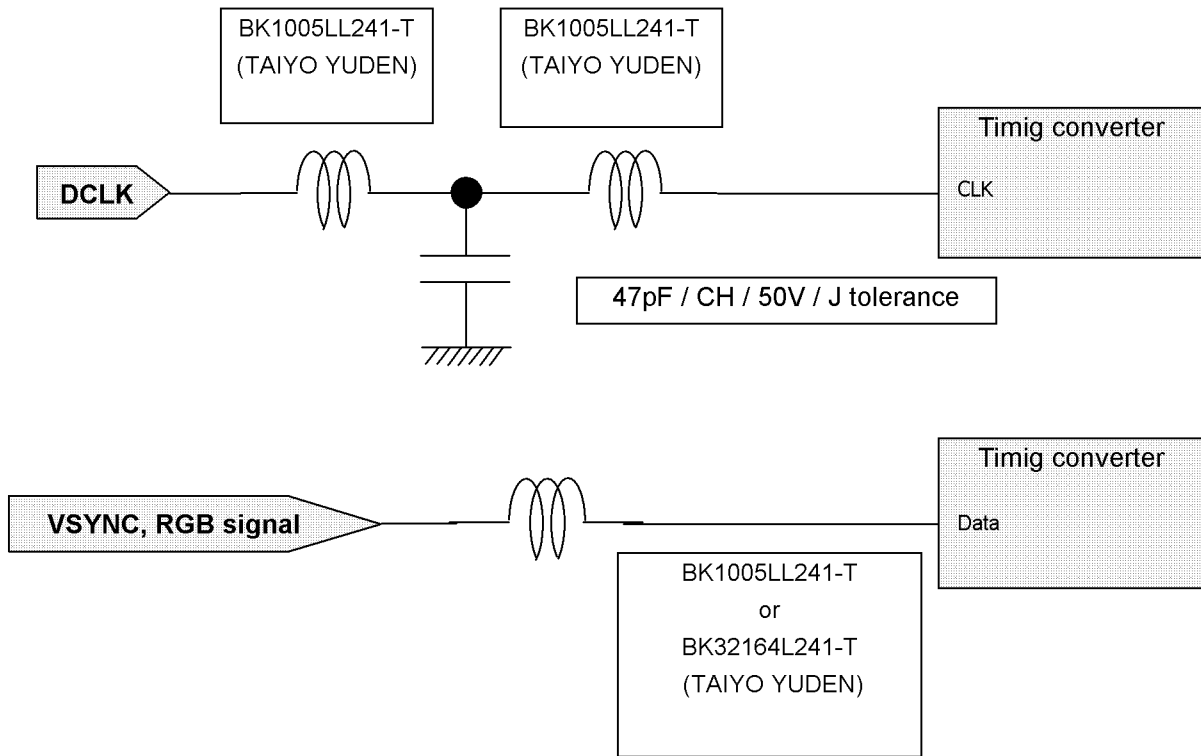 BK1005LL241-T
(TAIYO YUDEN)
BK1005LL241-T
(TAIYO YUDEN)
Timig converter
DCLK
CLK
47pF / CH / 50V / J tolerance
Timig converter
VSYNC, RGB signal
Data
BK1005LL241-T
or
BK32164L241-T
(TAIYO YUDEN)